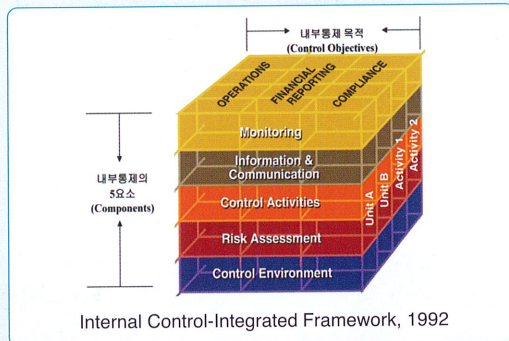 내부통제 목적
(Control Objectives)
OPERATIONS
FINANCIAL
REPORTING
COMPLIANCE
내부통제의
5요소
(Components)
Monitoring
Information &
Communication
Control Activities
Risk Assessment
Control Environment
Unit A
Unit B
Activity 1
Activity 2
Internal Control-Integrated Framework, 1992